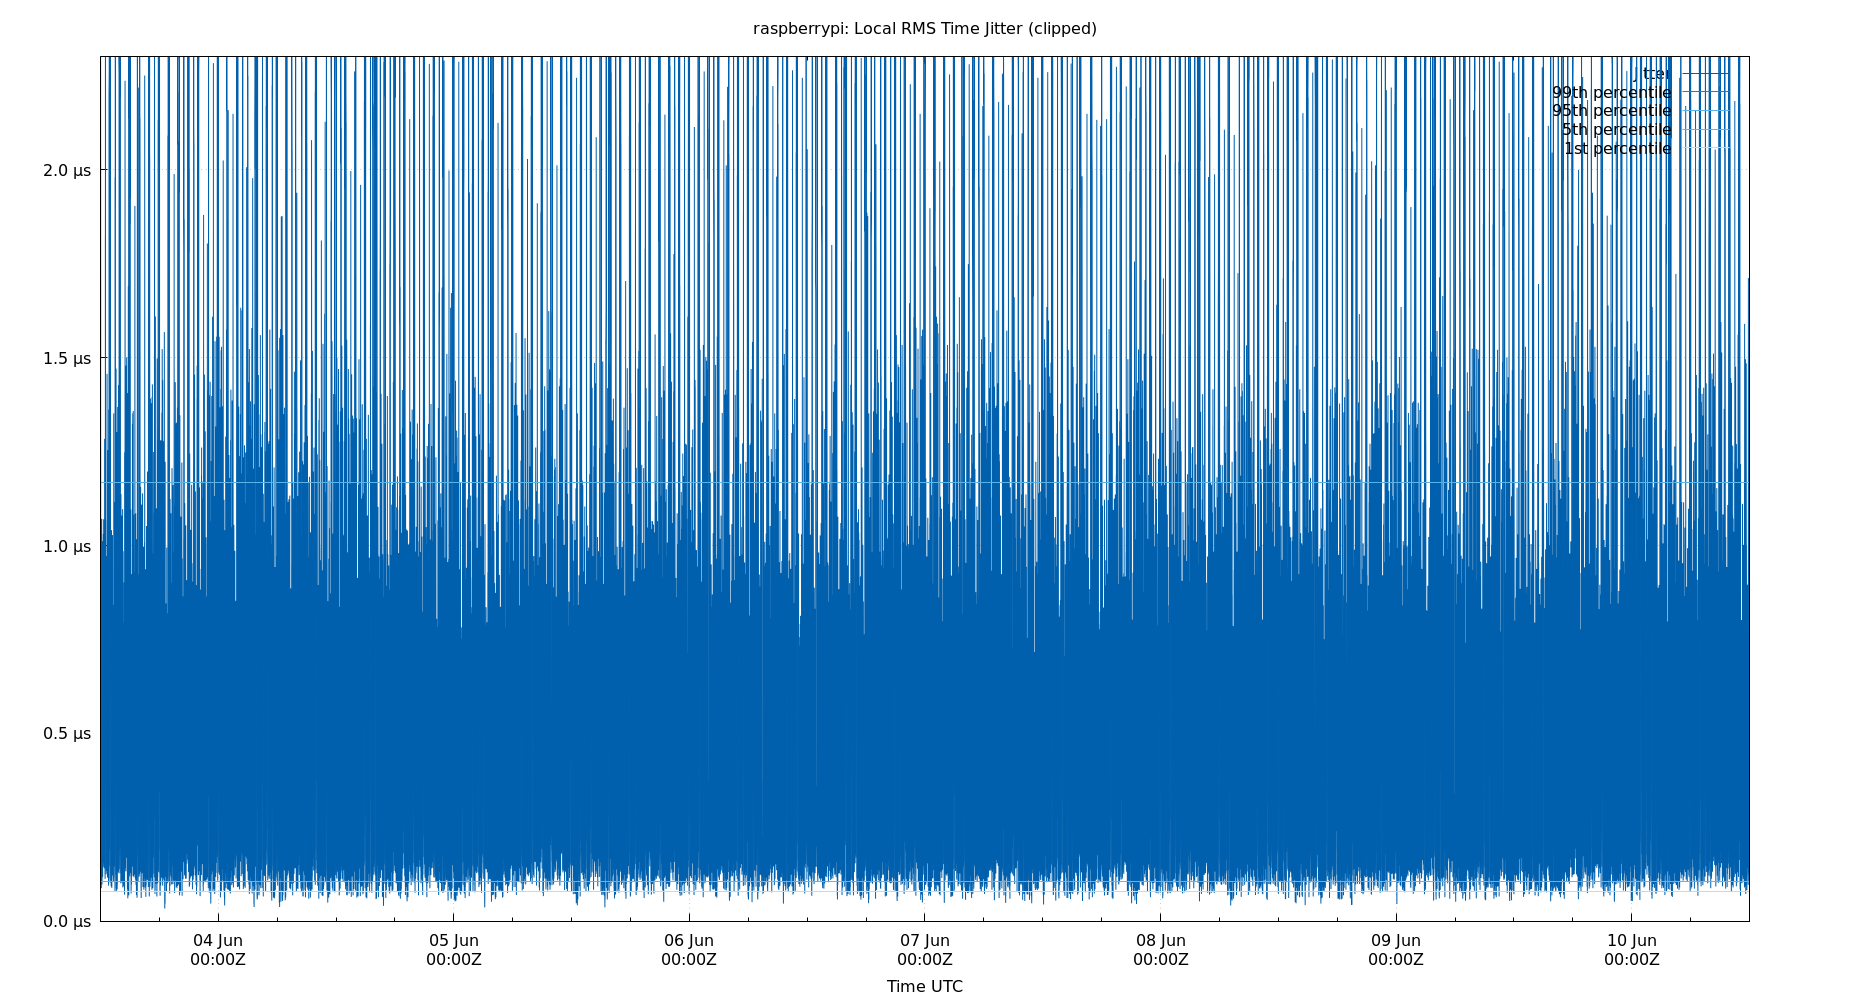 raspberrypi: Local RMS Time Jitter (clipped)
Jitter
99th percentile
95th percentile
5th percentile
1st percentile
2.0 µs
1.5 µs
1.0 µs
0.5 µs
0.0 µs
04 Jun 05 Jun 06 Jun 07 Jun 08 Jun 09 Jun 10 Jun
00:00Z 00:00Z 00:00Z 00:00Z 00:00Z 00:00Z 00:00Z
Time UTC